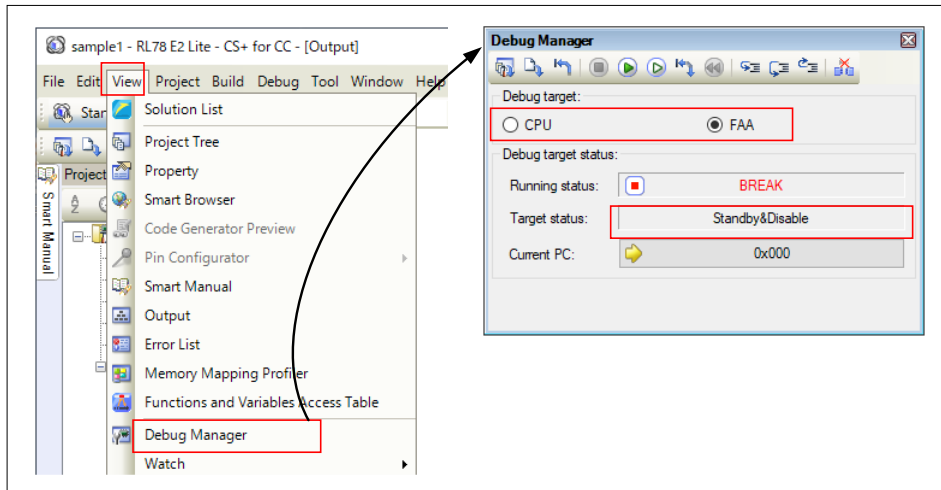 sample1 - RL78 E2 Lite - CS+ for CC - [Output]
File Edit View Project Build Debug Tool Window Help
Star
Solution List
Project Tree
Project
Property
Smart Browser
Code Generator Preview
Pin Configurator
Smart Manual
Smart Manual
Output
Error List
Memory Mapping Profiler
Functions and Variables Access Table
Debug Manager
Watch
Debug Manager
Debug target:
CPU FAA
Debug target status:
Running status: BREAK
Target status: Standby&Disable
Current PC: 0x000